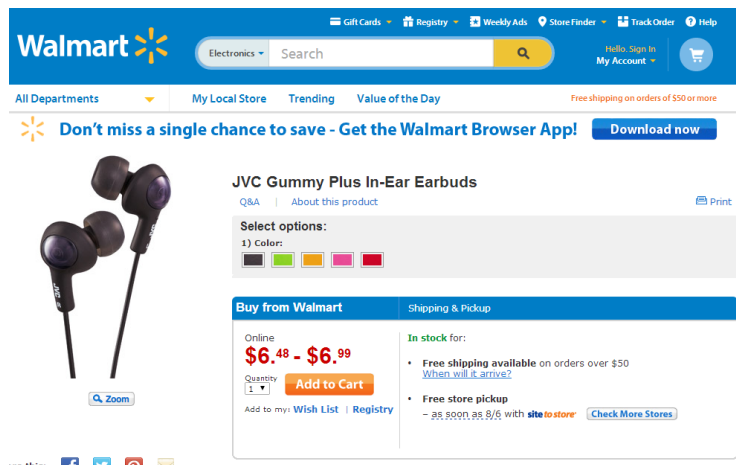 Gift Cards Registry Weekly Ads Store Finder Track Order Help
Walmart
Electronics Search
Hello. Sign In
My Account
All Departments My Local Store Trending Value of the Day Free shipping on orders of $50 or more
Don't miss a single chance to save - Get the Walmart Browser App! Download now
JVC Gummy Plus In-Ear Earbuds
Q&A | About this product Print
Select options:
1) Color:
JVC
Buy from Walmart Shipping & Pickup
Online
$6.48 - $6.99
Quantity
1 Add to Cart
Add to my: Wish List | Registry
In stock for:
• Free shipping available on orders over $50
When will it arrive?
• Free store pickup
– as soon as 8/6 with site to store Check More Stores
Zoom